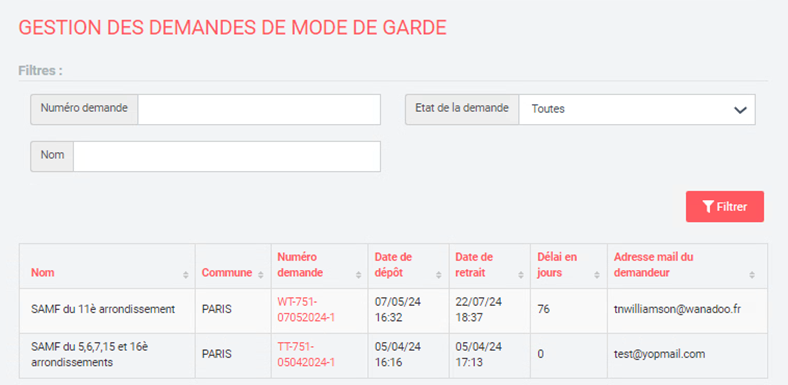 GESTION DES DEMANDES DE MODE DE GARDE
Filtres :
Numéro demande
Etat de la demande Toutes
Nom
Filtrer
Nom Commune Numéro demande Date de dépôt Date de retrait Délai en jours Adresse mail du demandeur
SAMF du 11è arrondissement PARIS WT-751-07052024-1 07/05/24 16:32 22/07/24 18:37 76 tnwilliamson@wanadoo.fr
SAMF du 5,6,7,15 et 16è arrondissements PARIS TT-751-05042024-1 05/04/24 16:16 05/04/24 17:13 0 test@yopmail.com